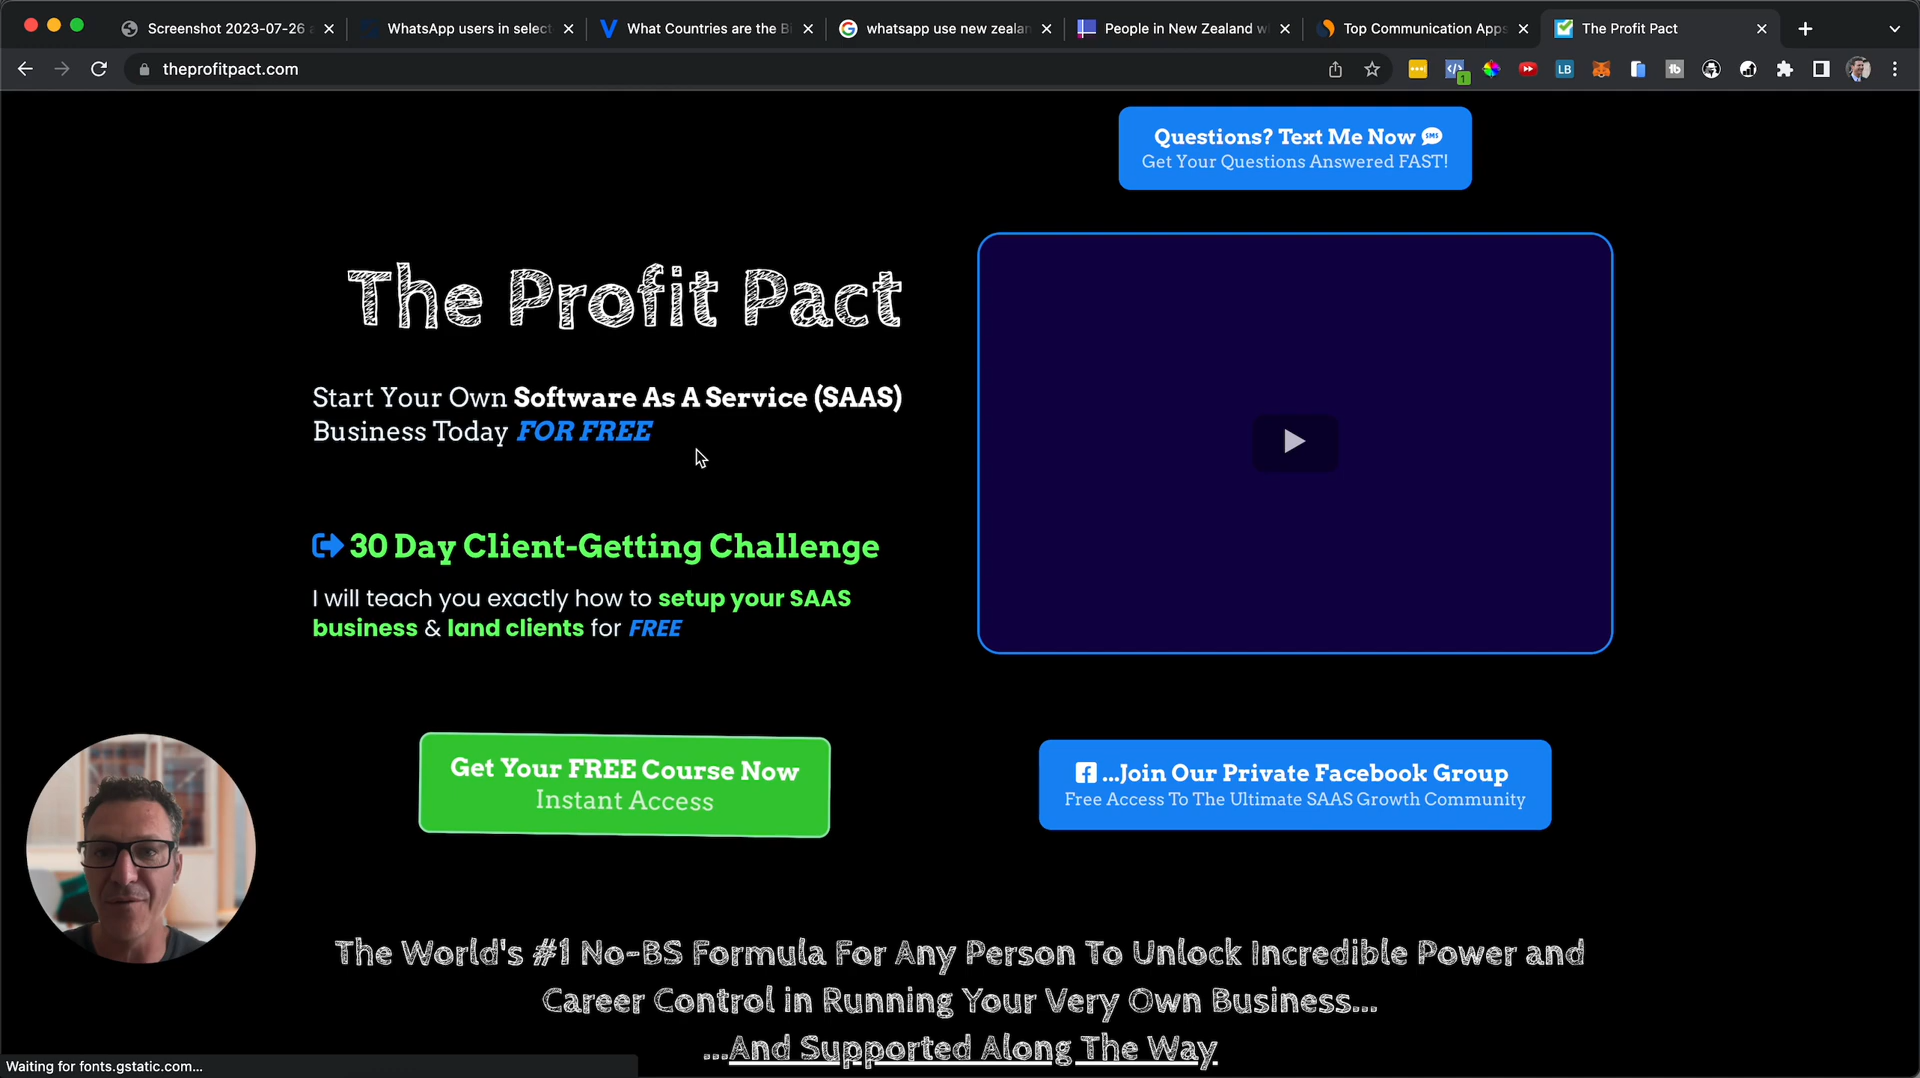 Screenshot 2023-07-26
WhatsApp users in select
What Countries are the Bi
whatsapp use new zealan
People in New Zealand w
Top Communication Apps
The Profit Pact
theprofitpact.com
1
LB
tb
Questions? Text Me Now SMS
Get Your Questions Answered FAST!
The Profit Pact
Start Your Own Software As A Service (SAAS)
Business Today FOR FREE
30 Day Client-Getting Challenge
I will teach you exactly how to setup your SAAS
business & land clients for FREE
Get Your FREE Course Now
Instant Access
...Join Our Private Facebook Group
Free Access To The Ultimate SAAS Growth Community
The World's #1 No-BS Formula For Any Person To Unlock Incredible Power and
Career Control in Running Your Very Own Business...
...And Supported Along The Way
Waiting for fonts.gstatic.com...